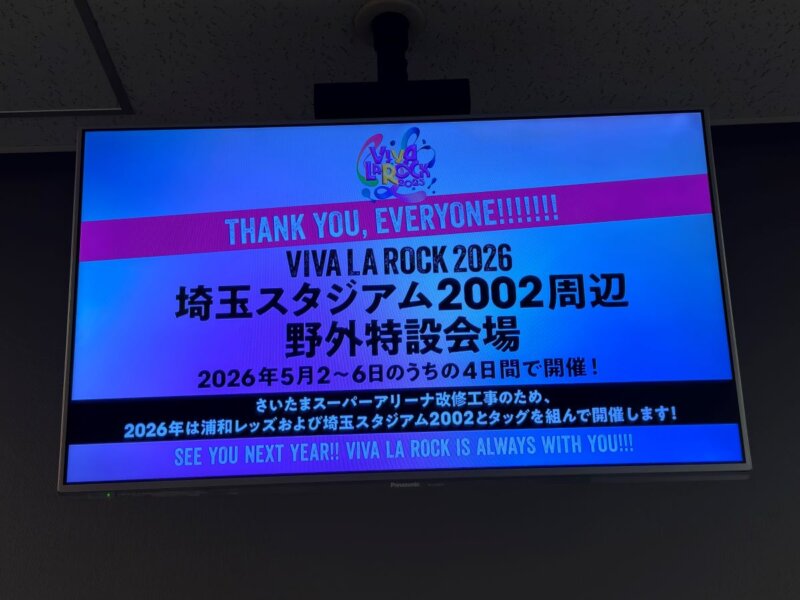 VIVA
LA ROCK
2025
THANK YOU, EVERYONE!!!!!!!
VIVA LA ROCK 2026
埼玉スタジアム2002周辺
野外特設会場
2026年5月2～6日のうちの4日間で開催！
さいたまスーパーアリーナ改修工事のため、
2026年は浦和レッズおよび埼玉スタジアム2002とタッグを組んで開催します！
SEE YOU NEXT YEAR!! VIVA LA ROCK IS ALWAYS WITH YOU!!!
Panasonic